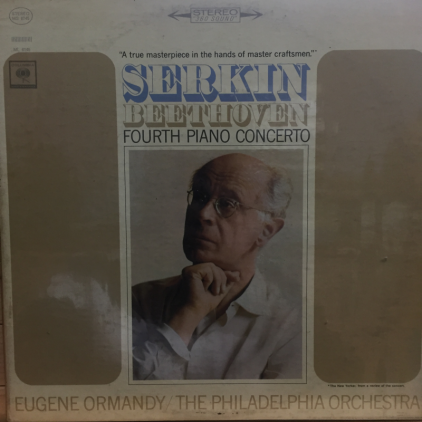 STEREO
"A true masterpiece in the hands of master craftsmen."*
SERKIN
BEETHOVEN
FOURTH PIANO CONCERTO
EUGENE ORMANDY/THE PHILADELPHIA ORCHESTRA